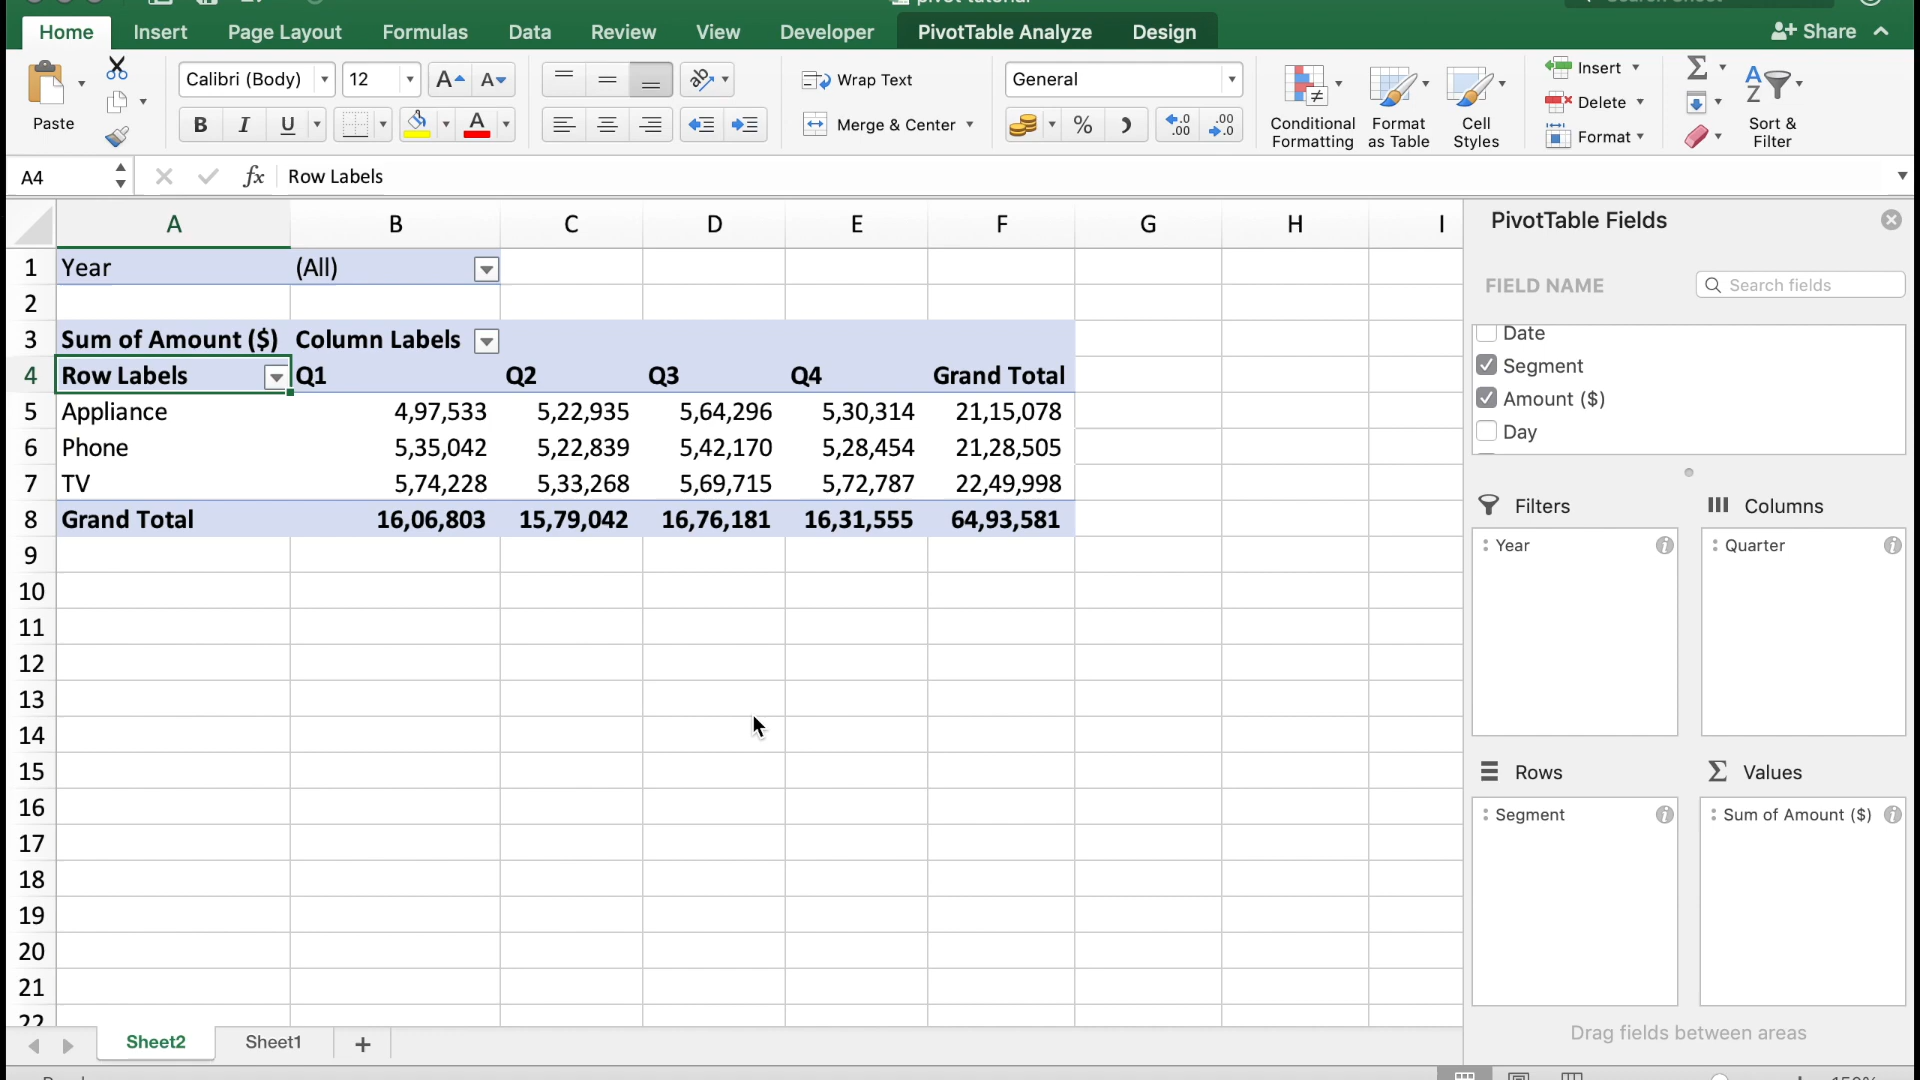 Home Insert Page Layout Formulas Data Review View Developer PivotTable Analyze Design Share
Calibri (Body) 12 A A Wrap Text General Insert
Paste B I U A Merge & Center % .0 .00 .00 .0 Conditional Formatting Format as Table Cell Styles Delete Format Sort & Filter
A4 fx Row Labels
A B C D E F G H I
1 Year (All)
2
3 Sum of Amount ($) Column Labels
4 Row Labels Q1 Q2 Q3 Q4 Grand Total
5 Appliance 4,97,533 5,22,935 5,64,296 5,30,314 21,15,078
6 Phone 5,35,042 5,22,839 5,42,170 5,28,454 21,28,505
7 TV 5,74,228 5,33,268 5,69,715 5,72,787 22,49,998
8 Grand Total 16,06,803 15,79,042 16,76,181 16,31,555 64,93,581
9
10
11
12
13
14
15
16
17
18
19
20
21
22
PivotTable Fields
FIELD NAME Search fields
Date
Segment
Amount ($)
Day
Filters Columns
Year Quarter
Rows Values
Segment Sum of Amount ($)
Drag fields between areas
Sheet2 Sheet1 +